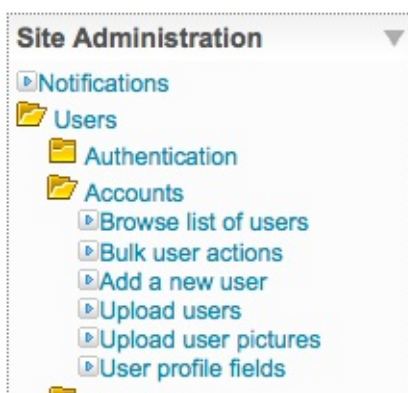 Site Administration
Notifications
Users
Authentication
Accounts
Browse list of users
Bulk user actions
Add a new user
Upload users
Upload user pictures
User profile fields